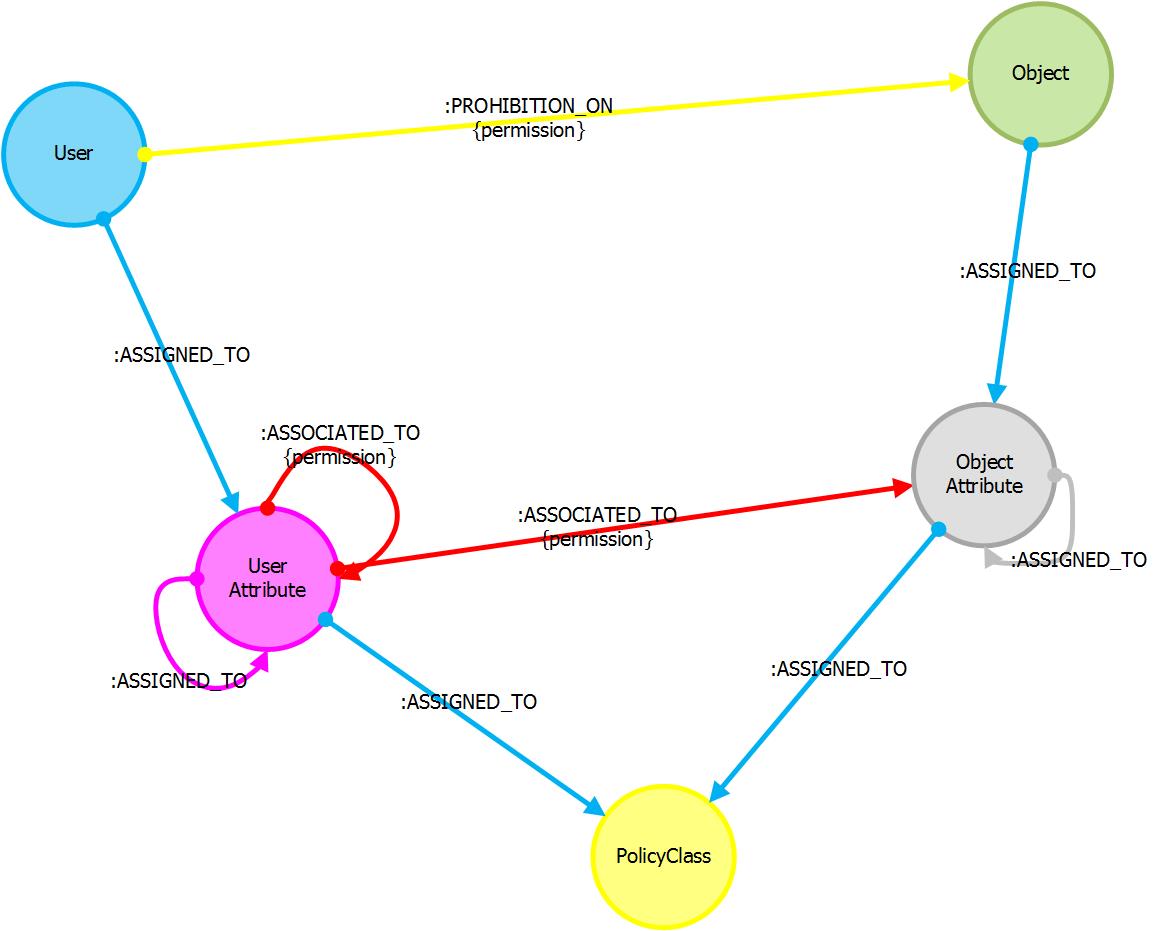 Object
:PROHIBITION_ON
{permission}
User
:ASSIGNED_TO
:ASSIGNED_TO
:ASSOCIATED_TO
{permission}
Object
Attribute
:ASSOCIATED_TO
{permission}
:ASSIGNED_TO
User
Attribute
:ASSIGNED_TO
:ASSIGNED_TO
:ASSIGNED_TO
PolicyClass